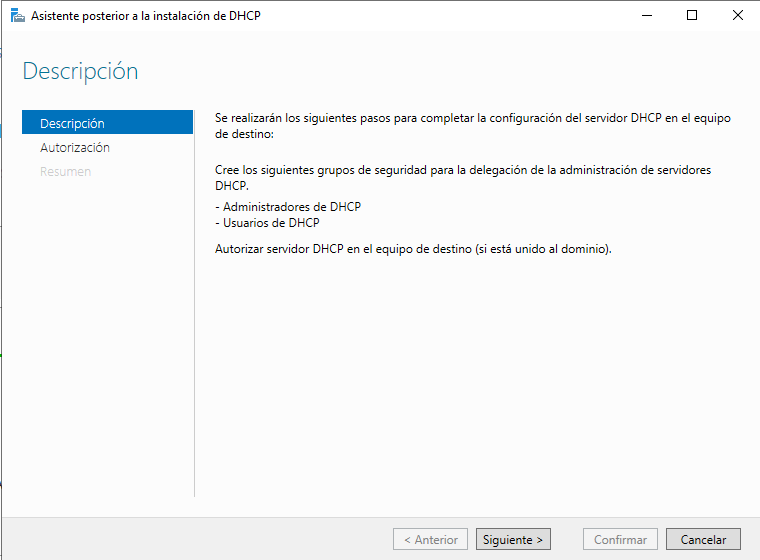 Asistente posterior a la instalación de DHCP
Descripción
Descripción
Autorización
Resumen
Se realizarán los siguientes pasos para completar la configuración del servidor DHCP en el equipo
de destino:
Cree los siguientes grupos de seguridad para la delegación de la administración de servidores
DHCP.
- Administradores de DHCP
- Usuarios de DHCP
Autorizar servidor DHCP en el equipo de destino (si está unido al dominio).
< Anterior
Siguiente >
Confirmar
Cancelar